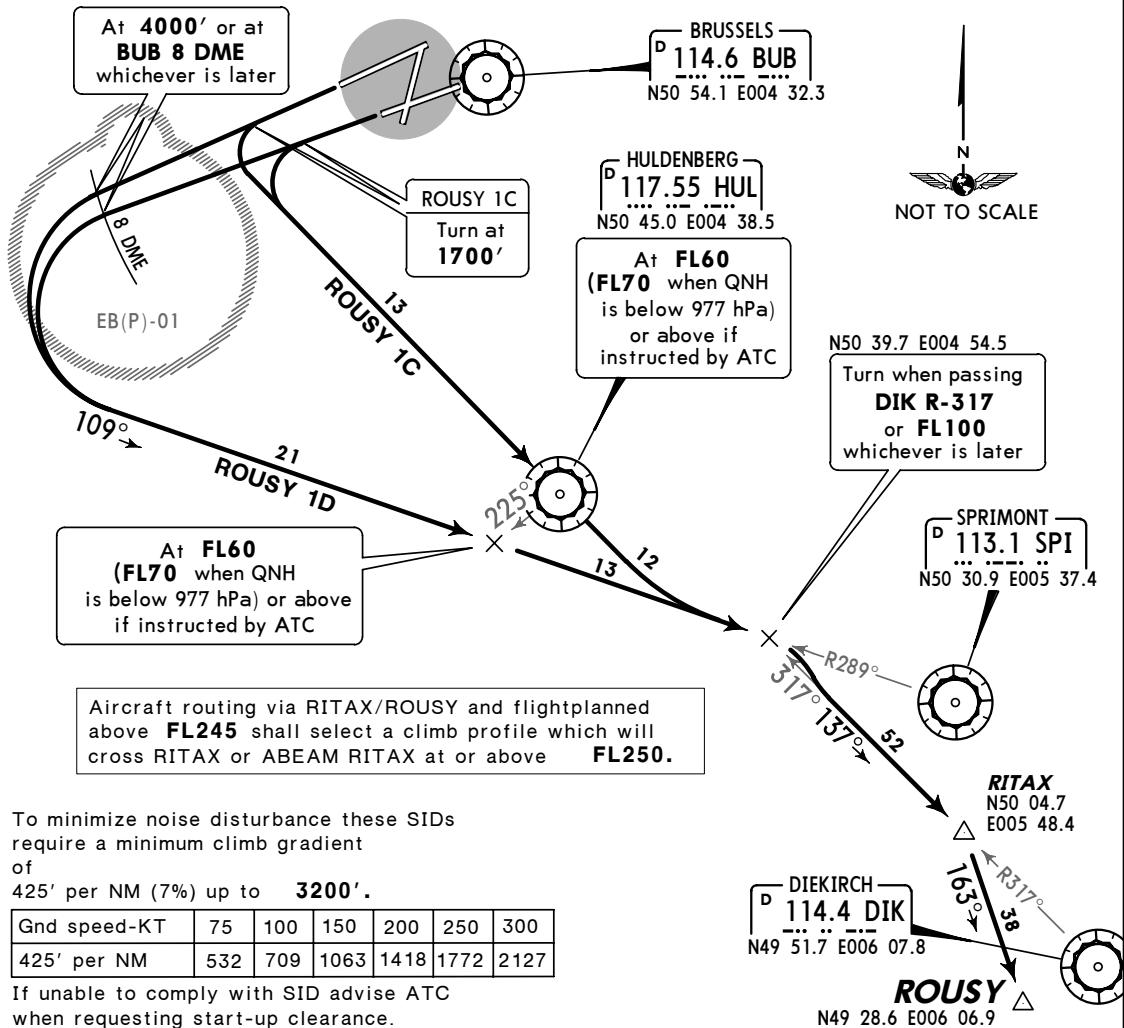 At 4000' or at
BUB 8 DME
whichever is later
BRUSSELS
D 114.6 BUB
N50 54.1 E004 32.3
N
NOT TO SCALE
HULDENBERG
D 117.55 HUL
N50 45.0 E004 38.5
ROUSY 1C
Turn at
1700'
At FL60
(FL70 when QNH
is below 977 hPa)
or above if
instructed by ATC
8 DME
EB(P)-01
13
ROUSY 1C
N50 39.7 E004 54.5
Turn when passing
DIK R-317
or FL100
whichever is later
109°
21
ROUSY 1D
225°
SPRIMONT
D 113.1 SPI
N50 30.9 E005 37.4
At FL60
(FL70 when QNH
is below 977 hPa) or above
if instructed by ATC
13
12
R289°
317°
137°
52
Aircraft routing via RITAX/ROUSY and flightplanned
above FL245 shall select a climb profile which will
cross RITAX or ABEAM RITAX at or above FL250.
RITAX
N50 04.7
E005 48.4
To minimize noise disturbance these SIDs
require a minimum climb gradient
of
425' per NM (7%) up to 3200'.
Gnd speed-KT 75 100 150 200 250 300
425' per NM 532 709 1063 1418 1772 2127
If unable to comply with SID advise ATC
when requesting start-up clearance.
DIEKIRCH
D 114.4 DIK
N49 51.7 E006 07.8
163°
38
R317°
ROUSY
N49 28.6 E006 06.9